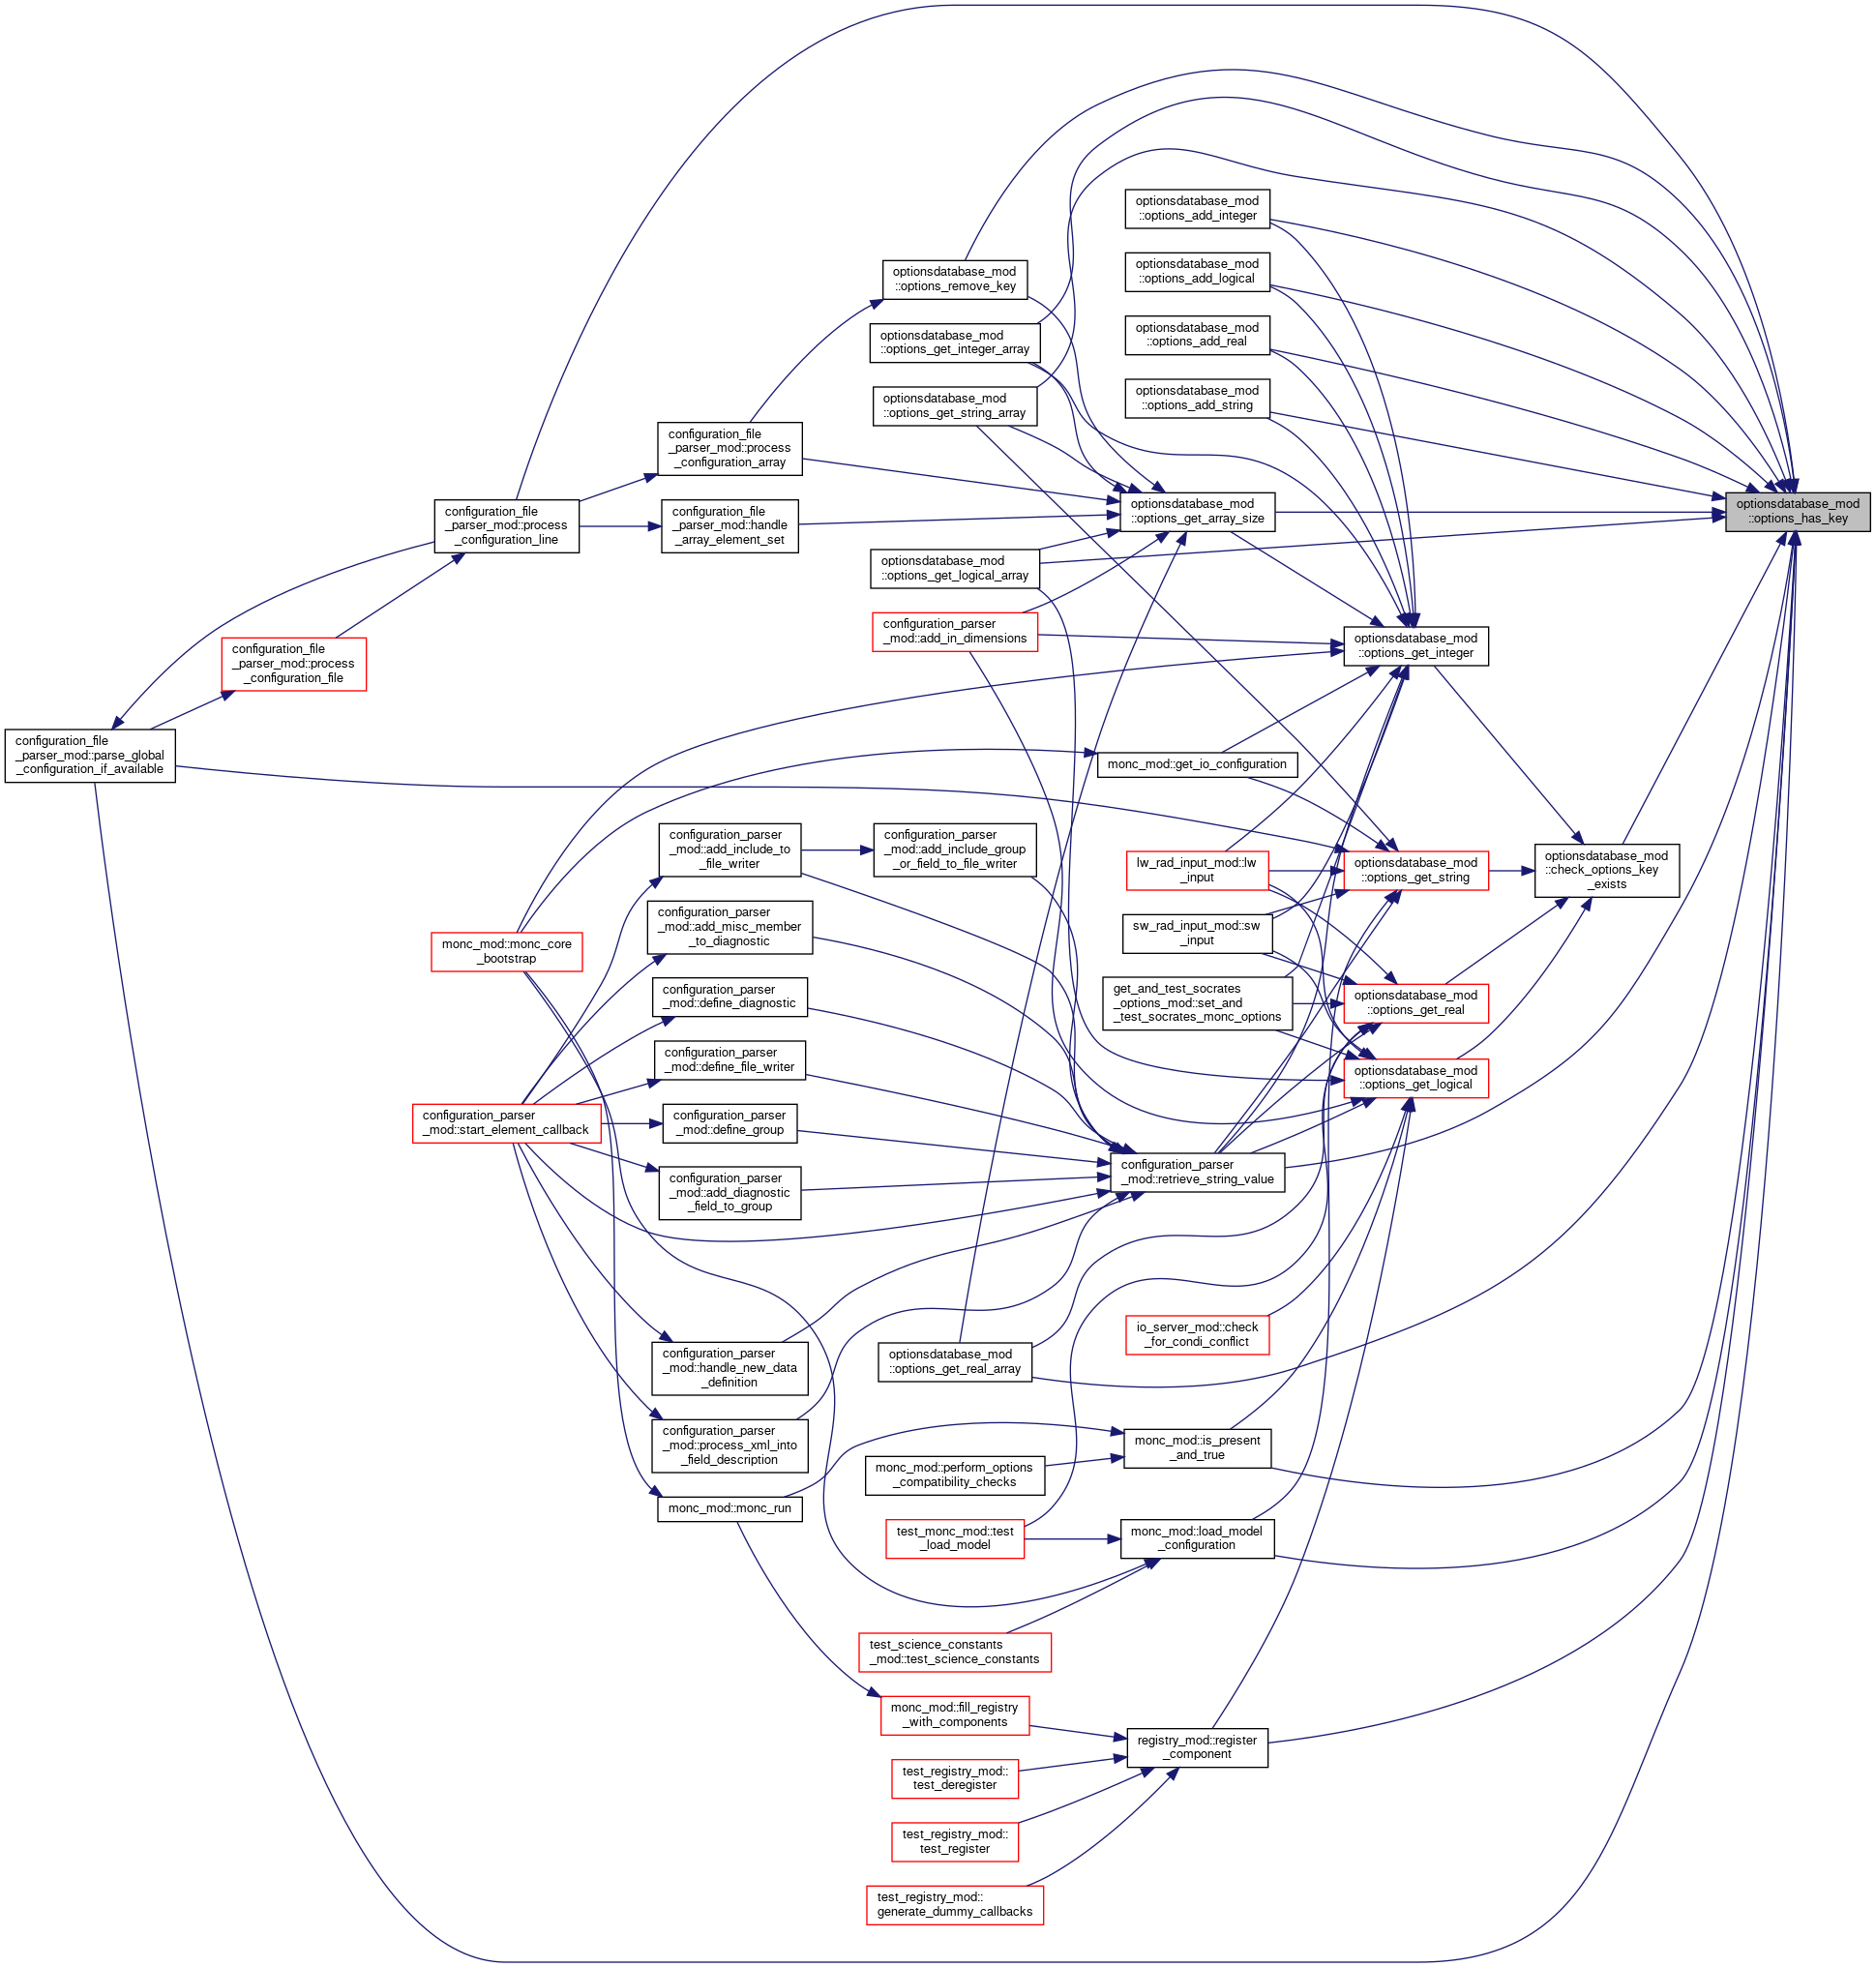 optionsdatabase_mod
::options_add_integer
optionsdatabase_mod
::options_add_logical
optionsdatabase_mod
::options_remove_key
optionsdatabase_mod
::options_add_real
optionsdatabase_mod
::options_get_integer_array
optionsdatabase_mod
::options_add_string
optionsdatabase_mod
::options_get_string_array
configuration_file
_parser_mod::process
_configuration_array
optionsdatabase_mod
::options_get_array_size
optionsdatabase_mod
::options_has_key
configuration_file
_parser_mod::process
_configuration_line
configuration_file
_parser_mod::handle
_array_element_set
optionsdatabase_mod
::options_get_logical_array
configuration_parser
_mod::add_in_dimensions
optionsdatabase_mod
::options_get_integer
configuration_file
_parser_mod::process
_configuration_file
configuration_file
_parser_mod::parse_global
_configuration_if_available
monc_mod::get_io_configuration
configuration_parser
_mod::add_include_to
_file_writer
configuration_parser
_mod::add_include_group
_or_field_to_file_writer
lw_rad_input_mod::lw
_input
optionsdatabase_mod
::options_get_string
optionsdatabase_mod
::check_options_key
_exists
configuration_parser
_mod::add_misc_member
_to_diagnostic
sw_rad_input_mod::sw
_input
monc_mod::monc_core
_bootstrap
configuration_parser
_mod::define_diagnostic
get_and_test_socrates
_options_mod::set_and
_test_socrates_monc_options
optionsdatabase_mod
::options_get_real
configuration_parser
_mod::define_file_writer
optionsdatabase_mod
::options_get_logical
configuration_parser
_mod::start_element_callback
configuration_parser
_mod::define_group
configuration_parser
_mod::retrieve_string_value
configuration_parser
_mod::add_diagnostic
_field_to_group
io_server_mod::check
_for_condi_conflict
configuration_parser
_mod::handle_new_data
_definition
optionsdatabase_mod
::options_get_real_array
configuration_parser
_mod::process_xml_into
_field_description
monc_mod::is_present
_and_true
monc_mod::perform_options
_compatibility_checks
monc_mod::monc_run
test_monc_mod::test
_load_model
monc_mod::load_model
_configuration
test_science_constants
_mod::test_science_constants
monc_mod::fill_registry
_with_components
registry_mod::register
_component
test_registry_mod::
test_deregister
test_registry_mod::
test_register
test_registry_mod::
generate_dummy_callbacks